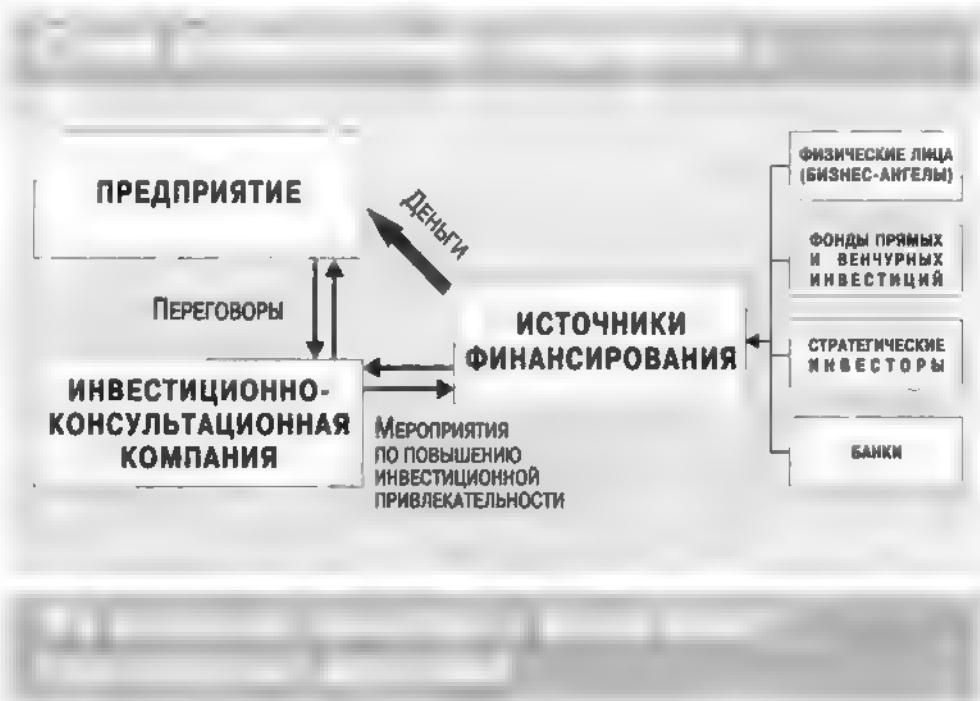 ПРЕДПРИЯТИЕ
Деньги
ПЕРЕГОВОРЫ
ИНВЕСТИЦИОННО-
КОНСУЛЬТАЦИОННАЯ
КОМПАНИЯ
ИСТОЧНИКИ
ФИНАНСИРОВАНИЯ
МЕРОПРИЯТИЯ
ПО ПОВЫШЕНИЮ
ИНВЕСТИЦИОННОЙ
ПРИВЛЕКАТЕЛЬНОСТИ
ФИЗИЧЕСКИЕ ЛИЦА
(БИЗНЕС-АНГЕЛЫ)
ФОНДЫ ПРЯМЫХ
И ВЕНЧУРНЫХ
ИНВЕСТИЦИЙ
СТРАТЕГИЧЕСКИЕ
ИНВЕСТОРЫ
БАНКИ